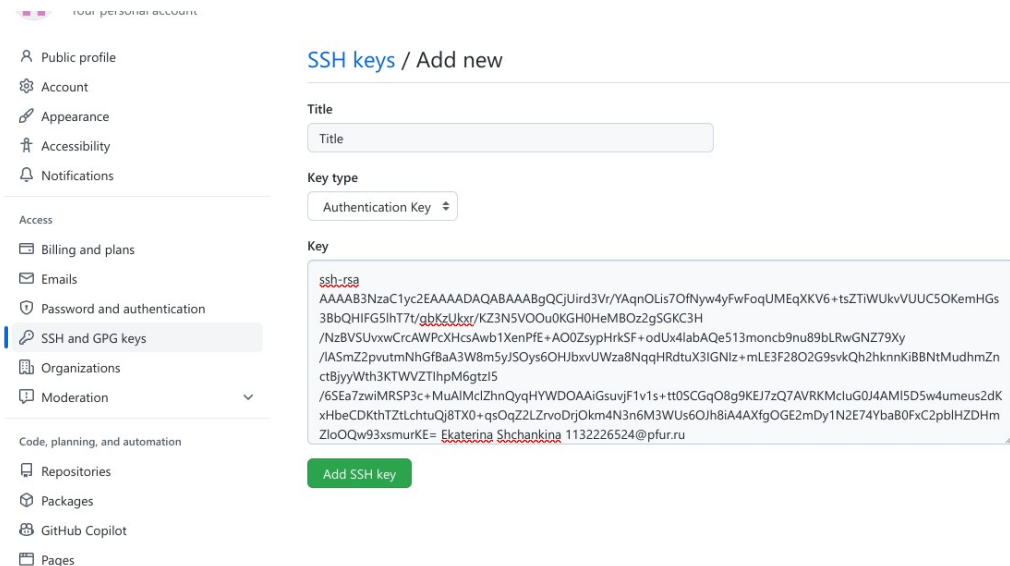 Your personal account
Public profile
Account
Appearance
Accessibility
Notifications
Access
Billing and plans
Emails
Password and authentication
SSH and GPG keys
Organizations
Moderation
Code, planning, and automation
Repositories
Packages
GitHub Copilot
Pages
SSH keys / Add new
Title
Title
Key type
Authentication Key
Key
ssh-rsa
AAAAB3NzaC1yc2EAAAADAQABAAABgQCjUird3Vr/YAqnOLis7OfNyw4yFwFoqUMEqXKV6+tsZTiWUkvVUUC5OKemHGs
3BbQHIFG5lhT7t/gbKzUkxr/KZ3N5VOOu0KGH0HeMBOz2gSGKC3H
/NzBVSUvxwCrcAWPcXHcsAwb1XenPfE+AO0ZsypHrkSF+odUx4labAQe513moncb9nu89bLRwGNZ79Xy
/lASmZ2pvutmNhGfBaA3W8m5yJSOys6OHJbxvUWza8NqqHRdtuX3IGNIz+mLE3F28O2G9svkQh2hknnKiBBNtMudhmZn
ctBjyyWth3KTWVZTlhpM6gtzI5
/6SEa7zwiMRSP3c+MuAlMclZhnQyqHYWDOAAiGsuvjF1v1s+tt0SCGqO8g9KEJ7zQ7AVRKMcluG0J4AMl5D5w4umeus2dK
xHbeCDKthTZtLchtuQj8TX0+qsOqZ2LZrvoDrjOkm4N3n6M3WUs6OJh8iA4AXfgOGE2mDy1N2E74YbaB0FxC2pblHZDHm
ZloOQw93xsmurKE= Ekaterina Shchankina 1132226524@pfur.ru
Add SSH key